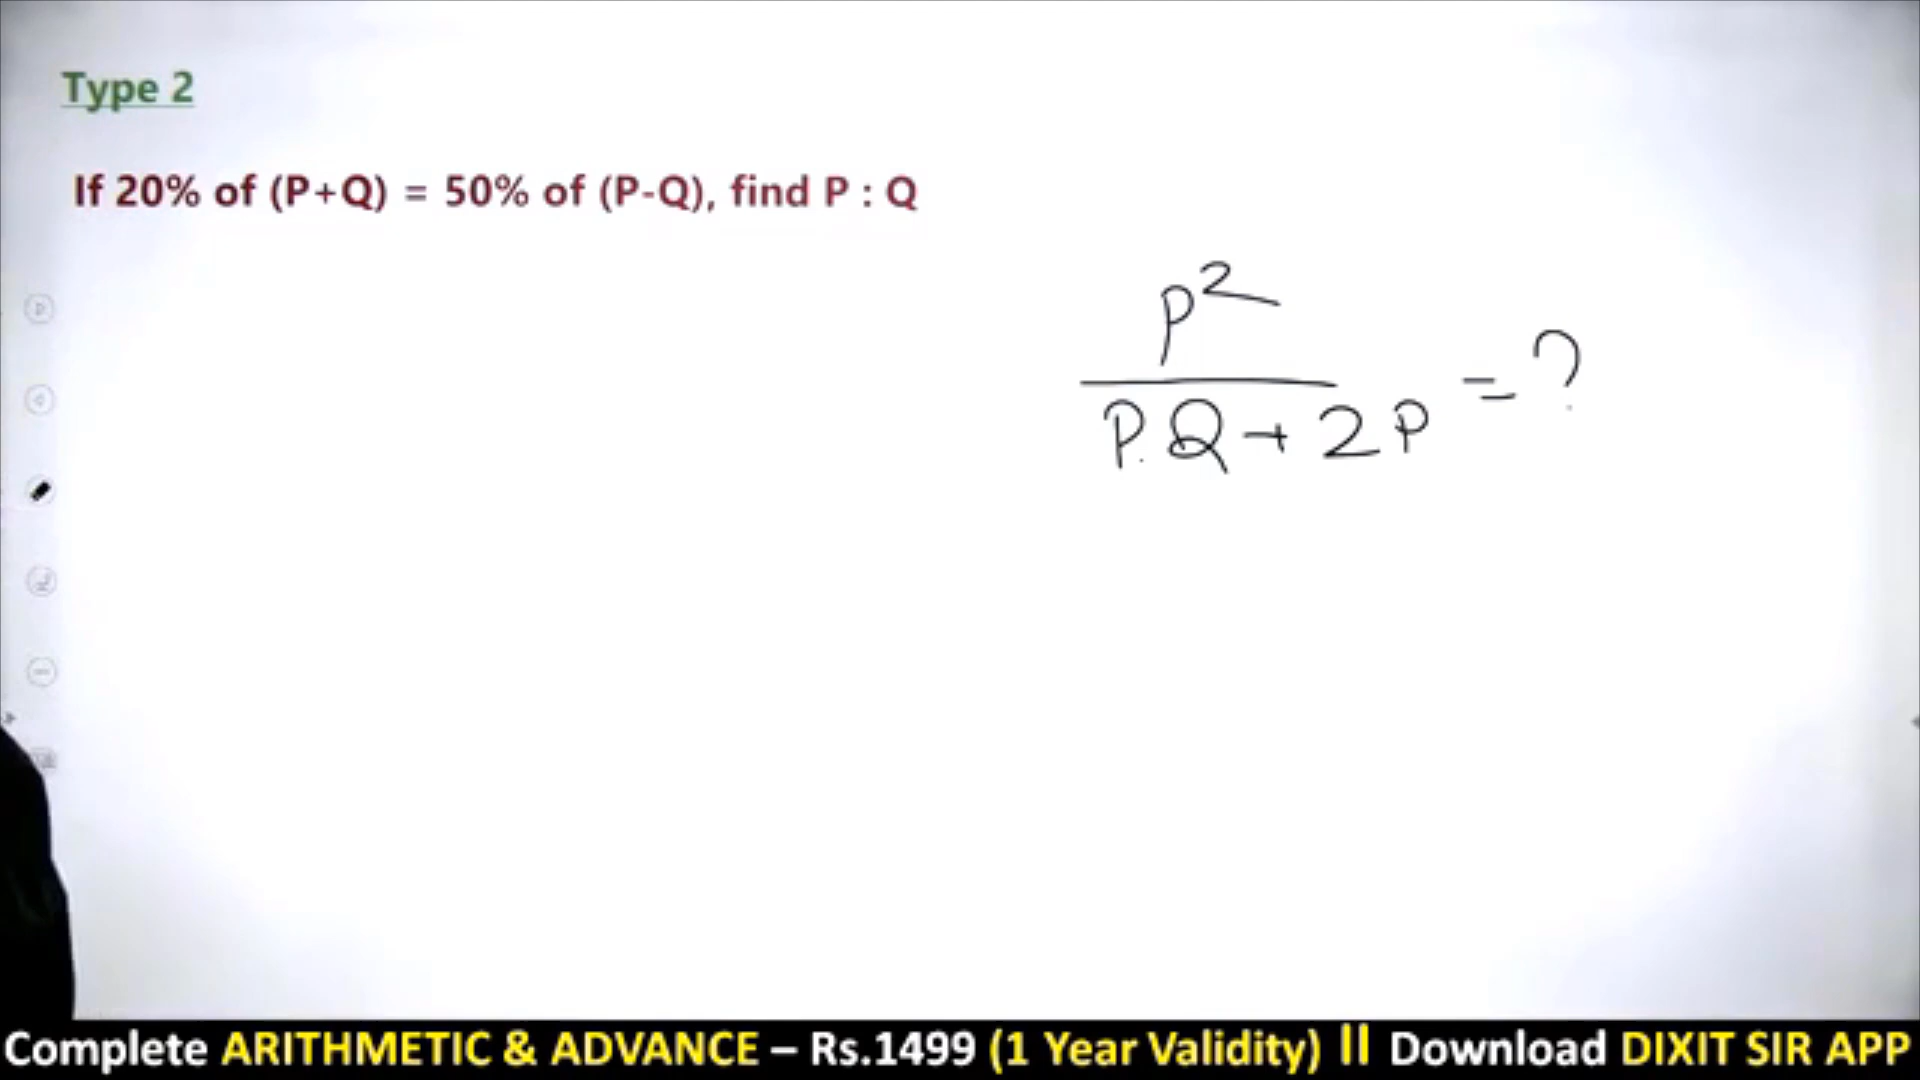 Type 2
If 20% of (P+Q) = 50% of (P-Q), find P : Q
P²
P.Q+2P = ?
Complete ARITHMETIC & ADVANCE – Rs.1499 (1 Year Validity) || Download DIXIT SIR APP